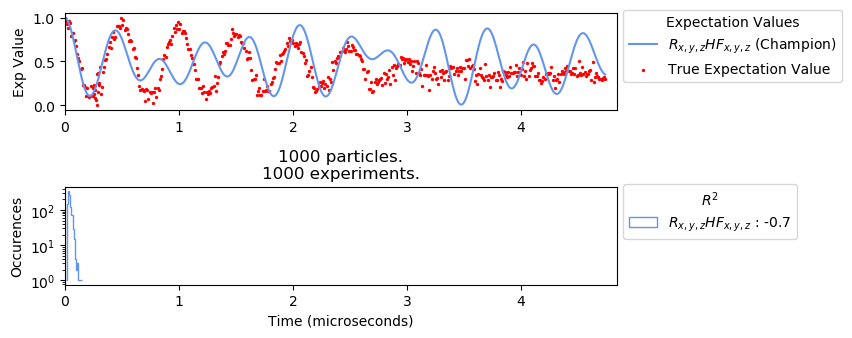 Expectation Values
R_{x,y,z}HF_{x,y,z} (Champion)
True Expectation Value
Exp Value
1.0
0.5
0.0
0 1 2 3 4
1000 particles.
1000 experiments.
R^2
R_{x,y,z}HF_{x,y,z} : -0.7
Occurences
10^2
10^1
10^0
0 1 2 3 4
Time (microseconds)